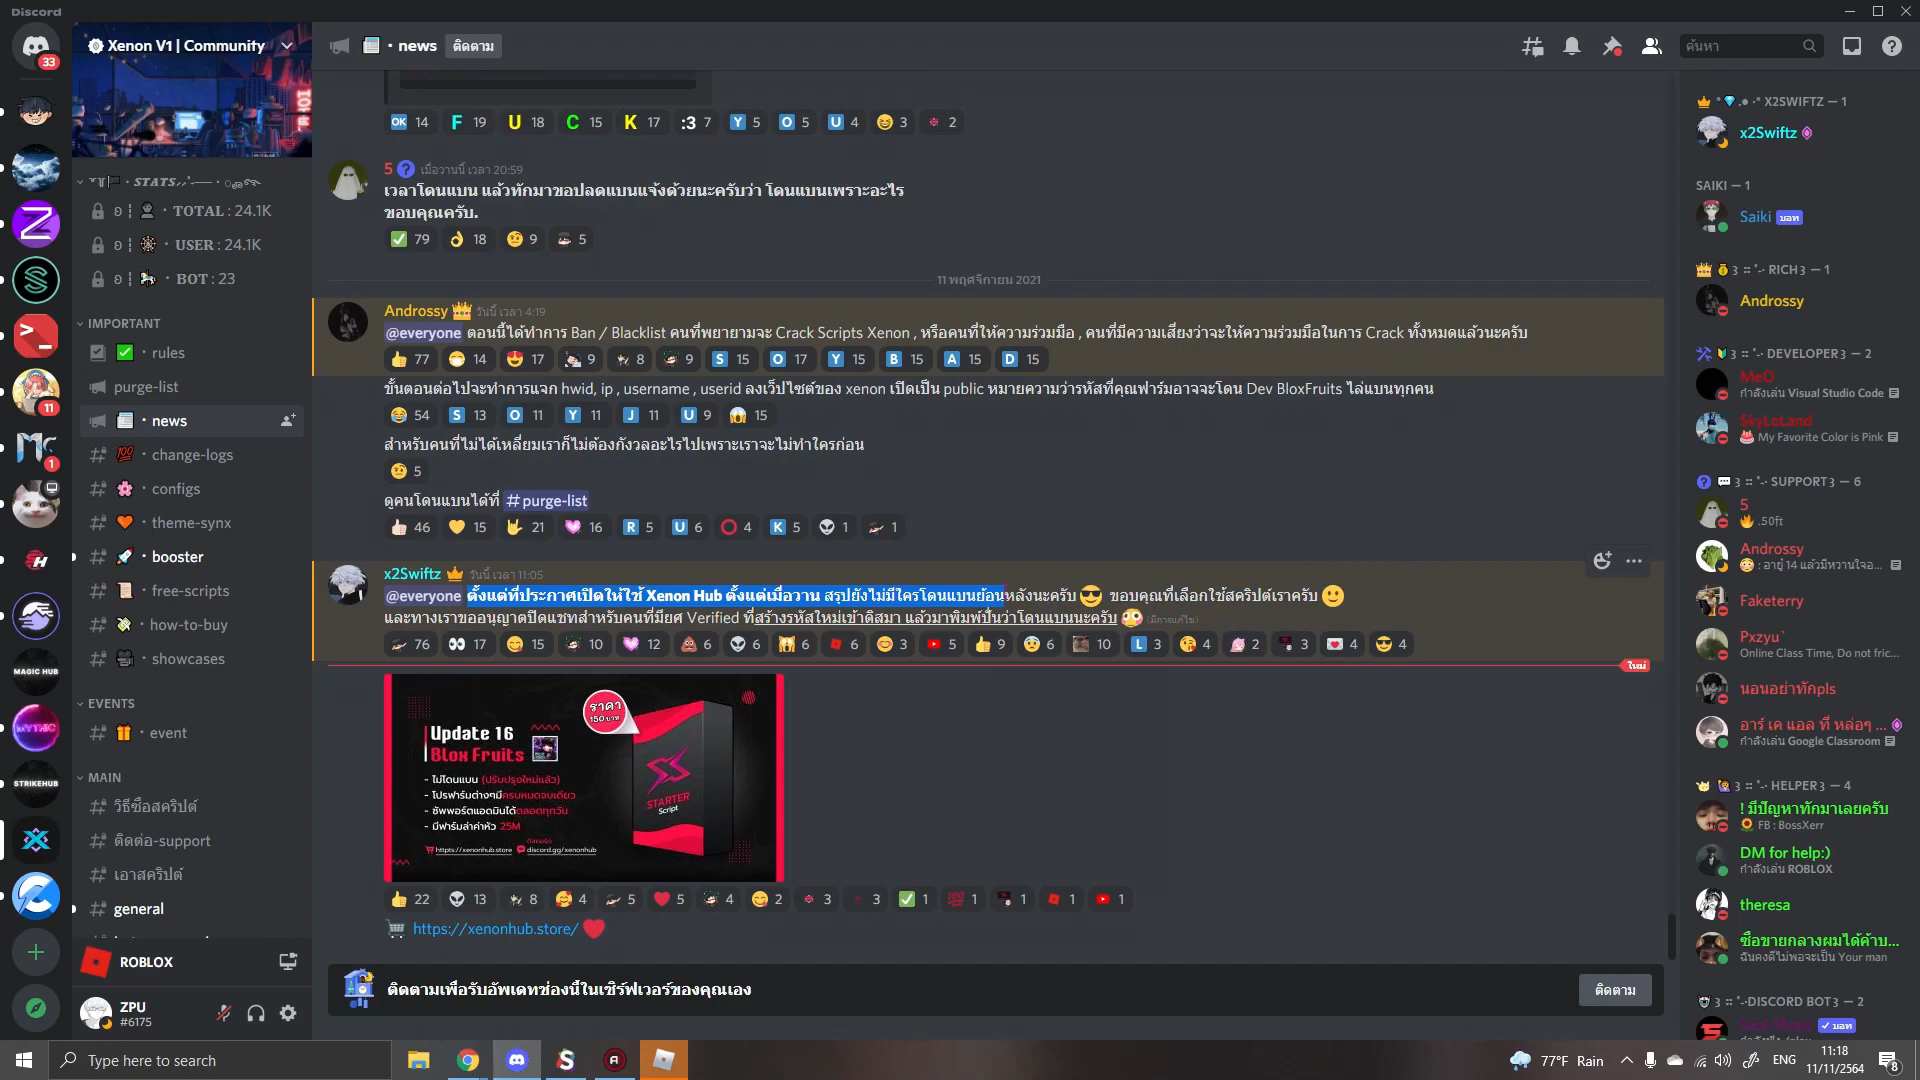 Discord
33
Xenon V1 | Community
news
ติดตาม
ค้นหา
STATS
TOTAL : 24.1K
USER : 24.1K
BOT : 23
IMPORTANT
rules
purge-list
news
change-logs
configs
theme-synx
booster
free-scripts
how-to-buy
showcases
EVENTS
event
MAIN
วิธีซื้อสคริปต์
ติดต่อ-support
เอาสคริปต์
general
ROBLOX
ZPU
#6175
11
1
MAGIC HUB
MYTHIC
STRIKEHUB
OK 14 F 19 U 18 C 15 K 17 :3 7 Y 5 O 5 U 4 3 2
5 เมื่อวานนี้ เวลา 20:59
เวลาโดนแบน แล้วทักมาขอปลดแบนแจ้งด้วยนะครับว่า โดนแบนเพราะอะไร
ขอบคุณครับ.
79 18 9 5
11 พฤศจิกายน 2021
Androssy วันนี้ เวลา 4:19
@everyone ตอนนี้ได้ทำการ Ban / Blacklist คนที่พยายามจะ Crack Scripts Xenon , หรือคนที่ให้ความร่วมมือ , คนที่มีความเสี่ยงว่าจะให้ความร่วมมือในการ Crack ทั้งหมดแล้วนะครับ
77 14 17 9 8 9 S 15 O 17 Y 15 B 15 A 15 D 15
ขั้นตอนต่อไปจะทำการแจก hwid, ip , username , userid ลงเว็ปไซต์ของ xenon เปิดเป็น public หมายความว่ารหัสที่คุณฟาร์มอาจจะโดน Dev BloxFruits ไล่แบนทุกคน
54 S 13 O 11 Y 11 J 11 U 9 15
สำหรับคนที่ไม่ได้เหลี่ยมเราก็ไม่ต้องกังวลอะไรไปเพราะเราจะไม่ทำใครก่อน
5
ดูคนโดนแบนได้ที่ #purge-list
46 15 21 16 R 5 U 6 4 K 5 1 1
x2Swiftz วันนี้ เวลา 11:05
@everyone ตั้งแต่ที่ประกาศเปิดให้ใช้ Xenon Hub ตั้งแต่เมื่อวาน สรุปยังไม่มีใครโดนแบนย้อนหลังนะครับ ขอบคุณที่เลือกใช้สคริปต์เราครับ
และทางเราขออนุญาตปิดแชทสำหรับคนที่มียศ Verified ที่สร้างรหัสใหม่เข้าดิสมา แล้วมาพิมพ์ปั่นว่าโดนแบนนะครับ (มีการแก้ไข)
76 17 15 10 12 6 6 6 6 3 5 9 6 10 L 3 4 2 3 4 4
ใหม่
ราคา
150 บาท
Update 16
Blox Fruits
- ไม่โดนแบน (ปรับปรุงใหม่แล้ว)
- โปรฟาร์มต่างๆมีครบหมดจบเดียว
- ซัพพอร์ตแอดมินได้ตลอดทุกวัน
- มีฟาร์มล่าค่าหัว 25M
STARTER
Script
https://xenonhub.store
ดิสคอร์ด
discord.gg/xenonhub
22 13 8 4 5 5 4 2 3 3 1 1 1 1 1
https://xenonhub.store/
ติดตามเพื่อรับอัพเดทช่องนี้ในเซิร์ฟเวอร์ของคุณเอง
ติดตาม
X2SWIFTZ — 1
x2Swiftz
SAIKI — 1
Saiki บอท
RICH — 1
Androssy
DEVELOPER — 2
MeO
กำลังเล่น Visual Studio Code
SkyLoLand
My Favorite Color is Pink
SUPPORT — 6
5
.50ft
Androssy
: อายุ 14 แล้วมีหวานใจอ...
Faketerry
Pxzyu`
Online Class Time, Do not fric...
นอนอย่าทักpls
อาร์ เค แอล ที่ หล่อๆ ...
กำลังเล่น Google Classroom
HELPER — 4
! มีปัญหาทักมาเลยครับ
FB : BossXerr
DM for help:)
กำลังเล่น ROBLOX
theresa
ซื้อขายกลางผมได้ค้าบ...
ฉันคงดีไม่พอจะเป็น Your man
DISCORD BOT — 2
บอท
Type here to search
77°F Rain
ENG
11:18
11/11/2564
8